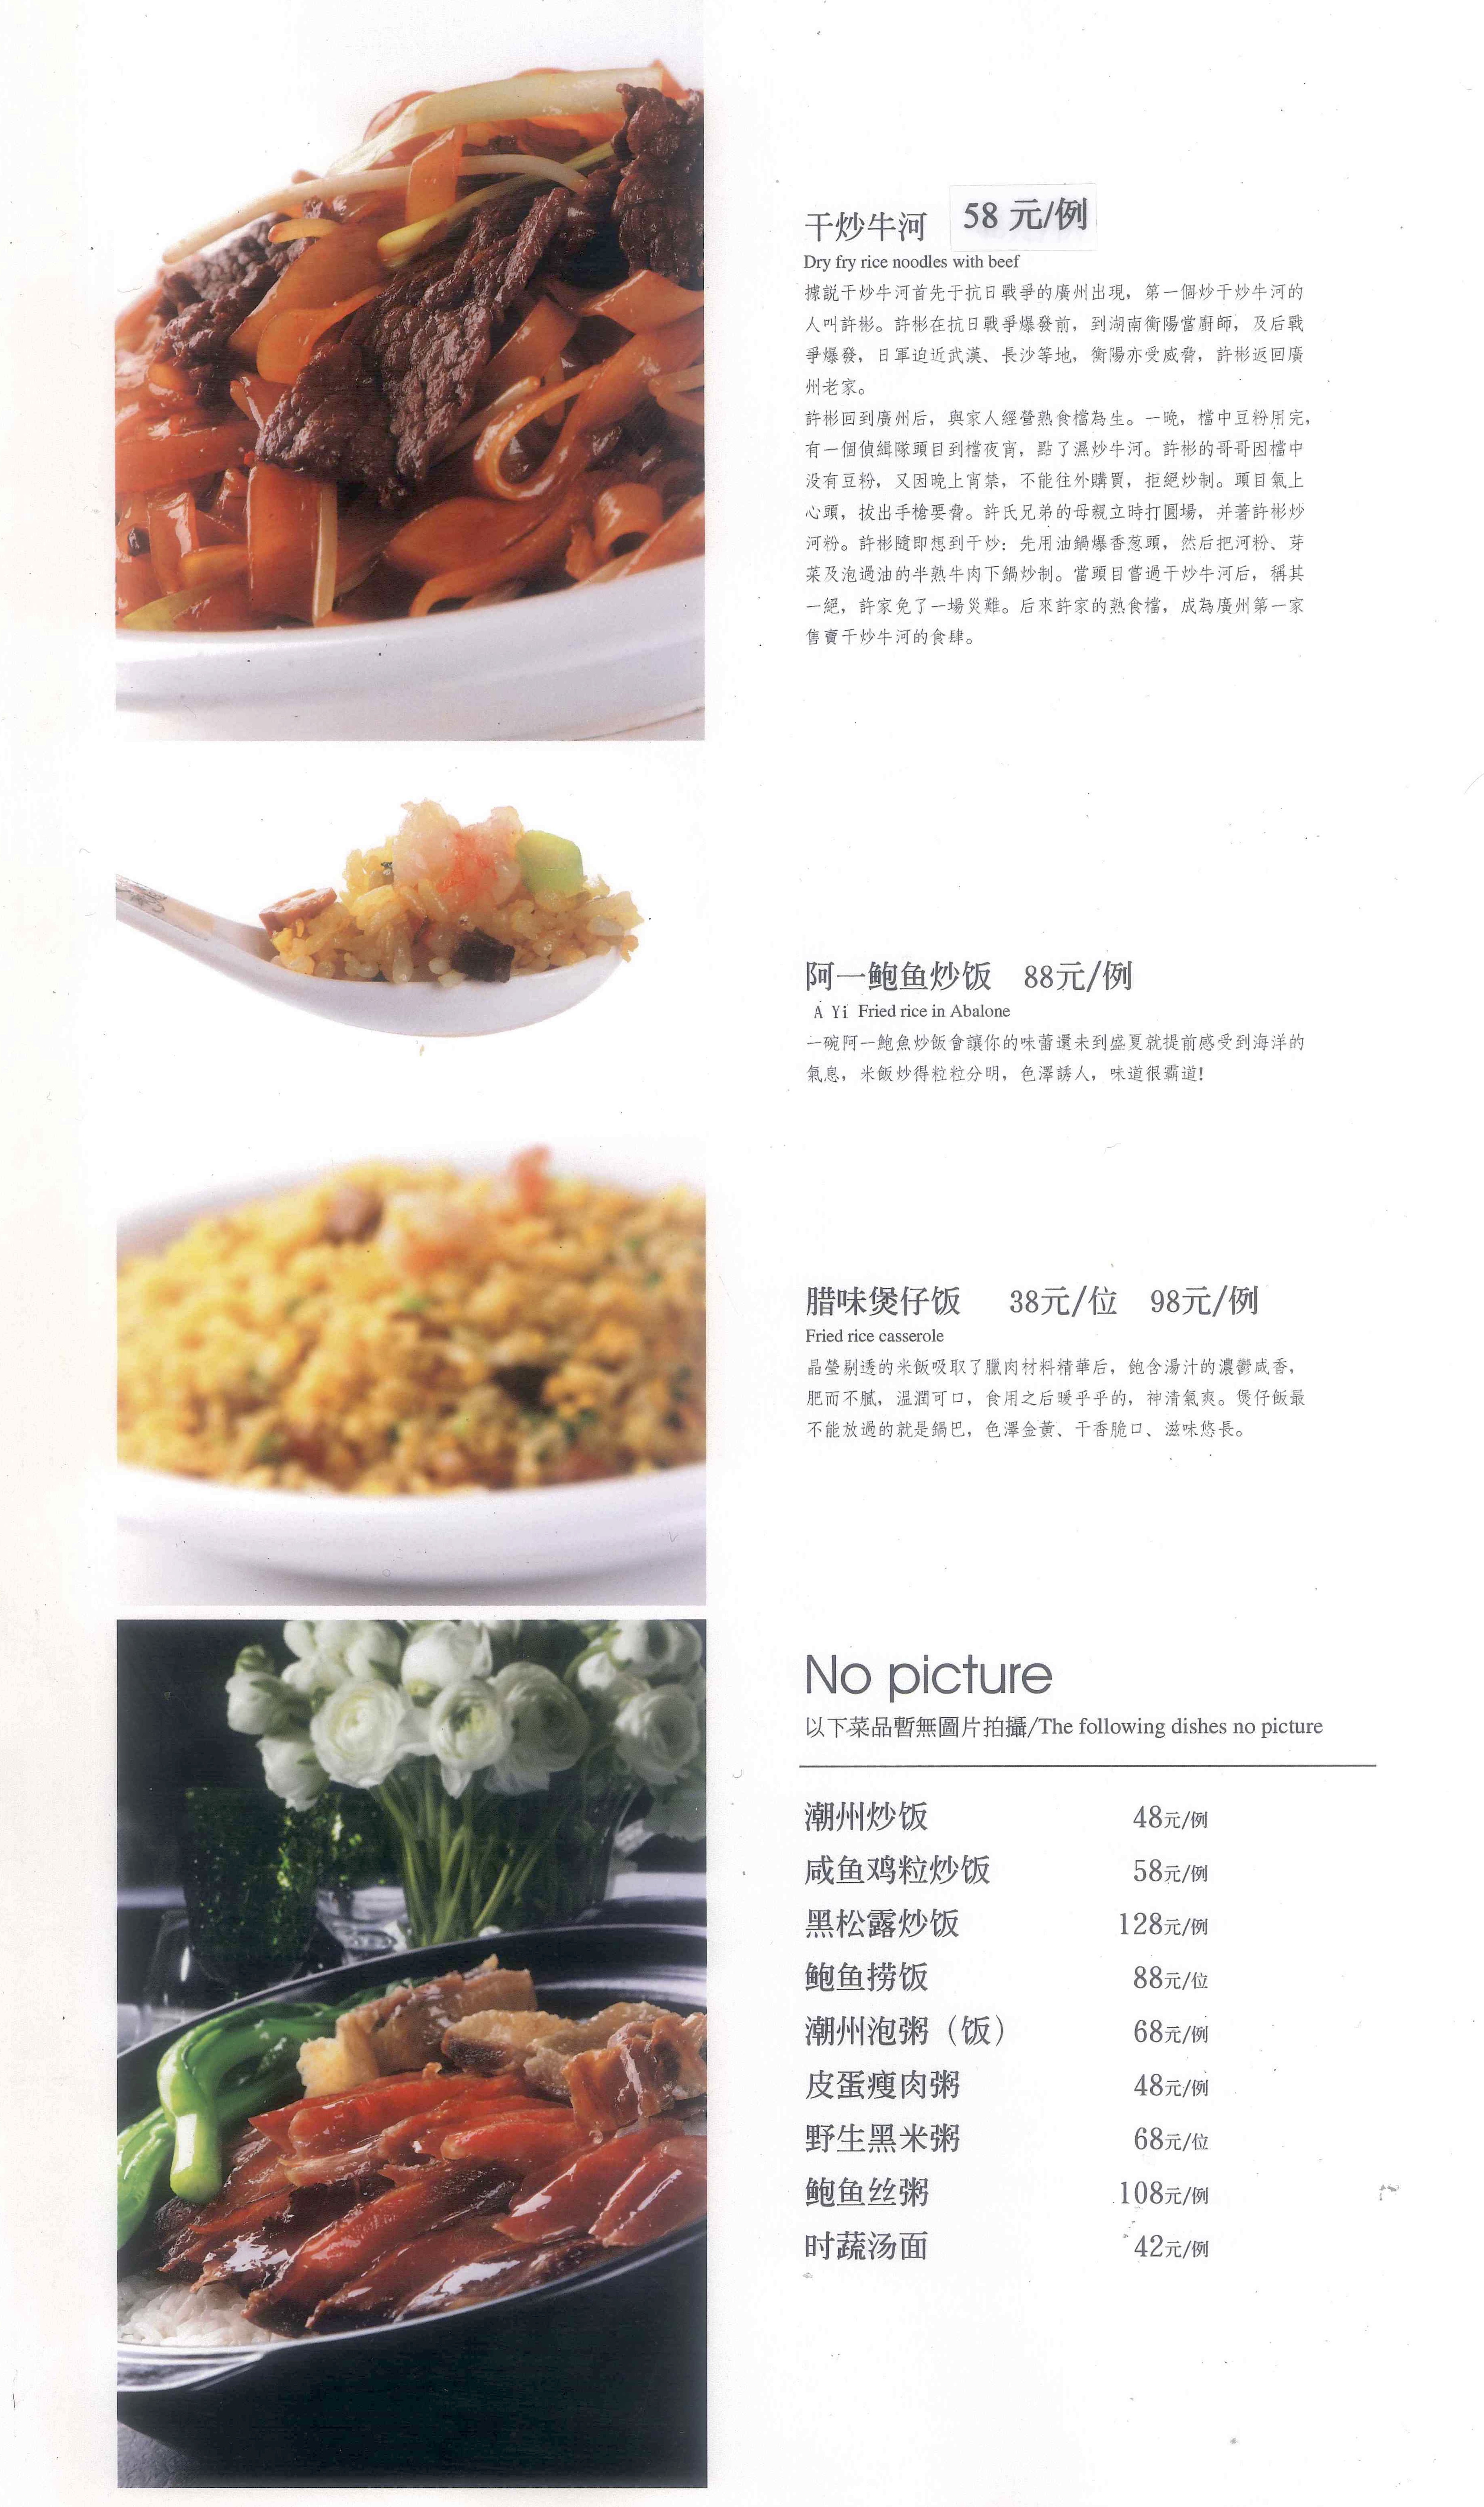 干炒牛河 58 元/例
Dry fry rice noodles with beef
據説干炒牛河首先于抗日戰爭的廣州出現，第一個炒干炒牛河的
人叫許彬。許彬在抗日戰爭爆發前，到湖南衡陽當廚師，及后戰
爭爆發，日軍迫近武漢、長沙等地，衡陽亦受威脅，許彬返回廣
州老家。
許彬回到廣州后，與家人經營熟食檔為生。一晚，檔中豆粉用完，
有一個偵緝隊頭目到檔夜宵，點了濕炒牛河。許彬的哥哥因檔中
没有豆粉，又因晚上宵禁，不能往外購買，拒絕炒制。頭目氣上
心頭，拔出手槍要脅。許氏兄弟的母親立時打圓場，并著許彬炒
河粉。許彬隨即想到干炒：先用油鍋爆香葱頭，然后把河粉、芽
菜及泡過油的半熟牛肉下鍋炒制。當頭目嘗過干炒牛河后，稱其
一絕，許家免了一場災難。后來許家的熟食檔，成為廣州第一家
售賣干炒牛河的食肆。
阿一鲍鱼炒饭 88元/例
A Yi Fried rice in Abalone
一碗阿一鮑魚炒飯會讓你的味蕾還未到盛夏就提前感受到海洋的
氣息，米飯炒得粒粒分明，色澤誘人，味道很霸道!
腊味煲仔饭 38元/位 98元/例
Fried rice casserole
晶瑩剔透的米飯吸取了臘肉材料精華后，飽含湯汁的濃鬱咸香，
肥而不膩，温潤可口，食用之后暖乎乎的，神清氣爽。煲仔飯最
不能放過的就是鍋巴，色澤金黃、干香脆口、滋味悠長。
No picture
以下菜品暫無圖片拍攝/The following dishes no picture
潮州炒饭 48元/例
咸鱼鸡粒炒饭 58元/例
黑松露炒饭 128元/例
鲍鱼捞饭 88元/位
潮州泡粥（饭） 68元/例
皮蛋瘦肉粥 48元/例
野生黑米粥 68元/位
鲍鱼丝粥 108元/例
时蔬汤面 42元/例